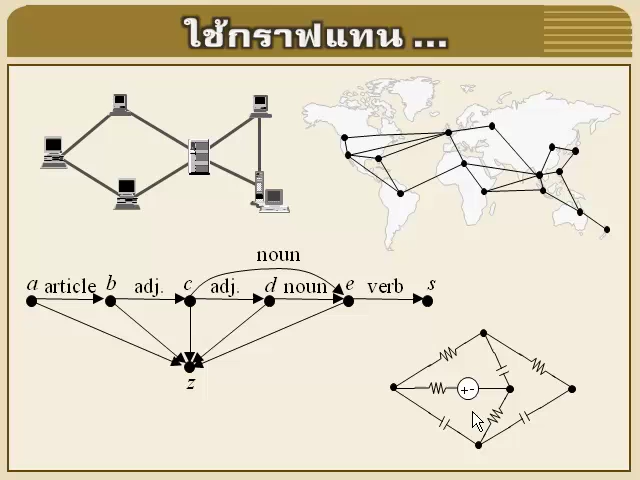 ใช้กราฟแทน ...
noun
a article b adj. c adj. d noun e verb s
z
+-